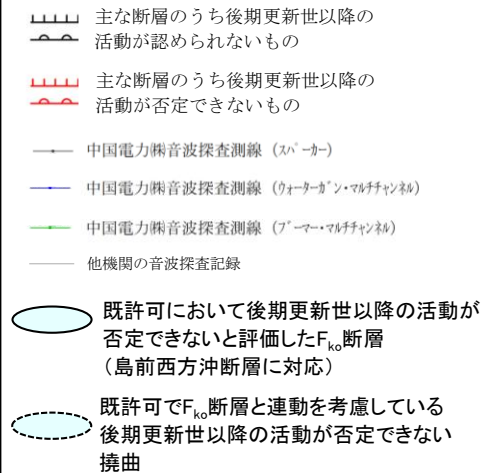 主な断層のうち後期更新世以降の
活動が認められないもの
主な断層のうち後期更新世以降の
活動が否定できないもの
中国電力㈱音波探査測線（ｽﾊﾟｰｶｰ）
中国電力㈱音波探査測線（ｳｫｰﾀｰｶﾞﾝ・ﾏﾙﾁﾁｬﾝﾈﾙ）
中国電力㈱音波探査測線（ﾌﾞｰﾏｰ・ﾏﾙﾁﾁｬﾝﾈﾙ）
他機関の音波探査記録
既許可において後期更新世以降の活動が
否定できないと評価したFko断層
（島前西方沖断層に対応）
既許可でFko断層と連動を考慮している
後期更新世以降の活動が否定できない
撓曲